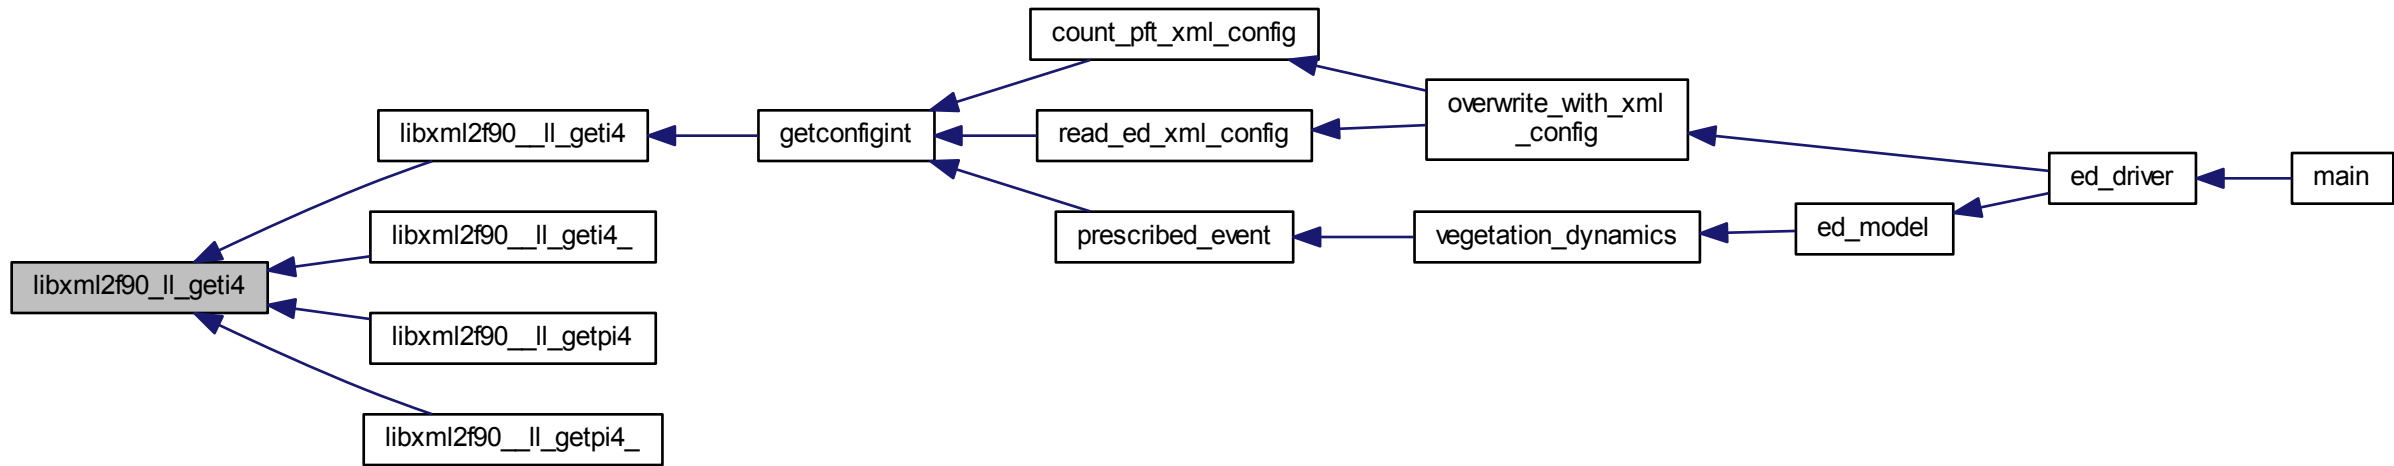 count_pft_xml_config
overwrite_with_xml
_config
libxml2f90__ll_geti4
getconfigint
read_ed_xml_config
ed_driver
main
libxml2f90__ll_geti4_
prescribed_event
vegetation_dynamics
ed_model
libxml2f90_ll_geti4
libxml2f90__ll_getpi4
libxml2f90__ll_getpi4_